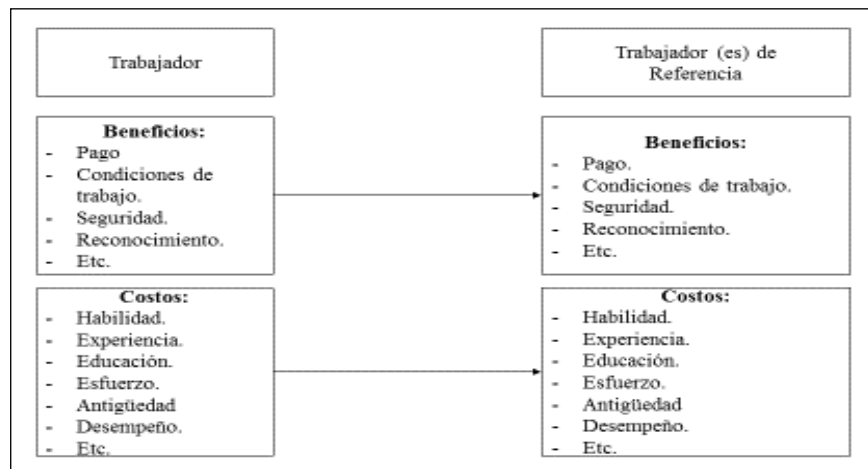 Trabajador
Trabajador (es) de
Referencia
Beneficios:
- Pago
- Condiciones de
trabajo.
- Seguridad.
- Reconocimiento.
- Etc.
Beneficios:
- Pago.
- Condiciones de trabajo.
- Seguridad.
- Reconocimiento.
- Etc.
Costos:
- Habilidad.
- Experiencia.
- Educación.
- Esfuerzo.
- Antigüedad
- Desempeño.
- Etc.
Costos:
- Habilidad.
- Experiencia.
- Educación.
- Esfuerzo.
- Antigüedad
- Desempeño.
- Etc.